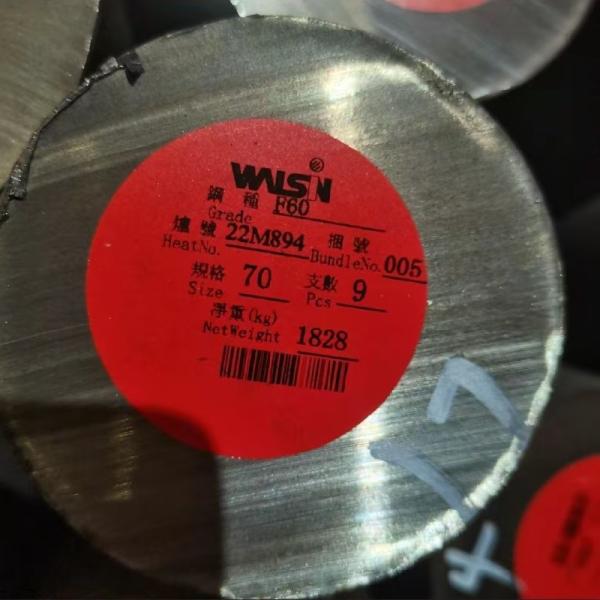 WALSIN
鋼種 F60
Grade
爐號 22M894 捆號 005
HeatNo. BundleNo.
規格 70 支數 9
Size Pcs
淨重(kg) 1828
NetWeight
17
x